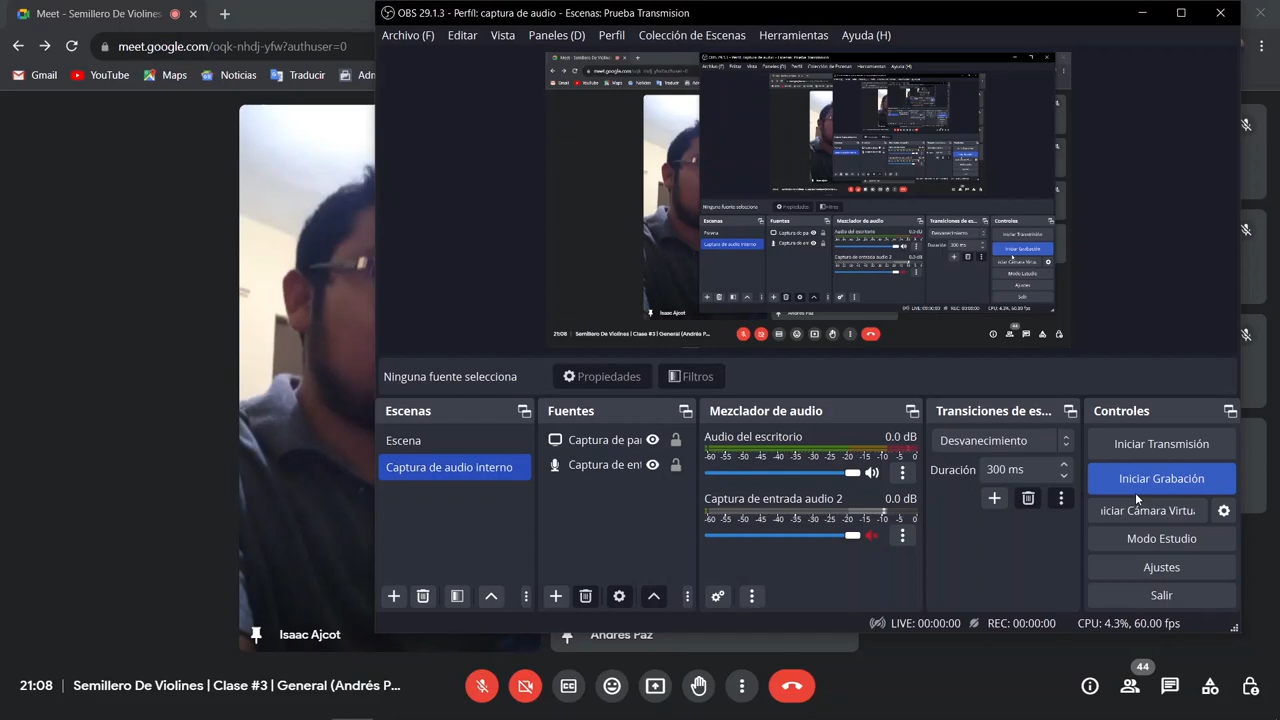 Meet - Semillero De Violines
meet.google.com/oqk-nhdj-yfw?authuser=0
Gmail
YouTube
Maps
Noticias
Traducir
OBS 29.1.3 - Perfil: captura de audio - Escenas: Prueba Transmision
Archivo (F)
Editar
Vista
Paneles (D)
Perfil
Colección de Escenas
Herramientas
Ayuda (H)
Ninguna fuente selecciona
Propiedades
Filtros
Escenas
Escena
Captura de audio interno
Fuentes
Captura de pa
Captura de ent
Mezclador de audio
Audio del escritorio
0.0 dB
-60 -55 -50 -45 -40 -35 -30 -25 -20 -15 -10 -5 0
Captura de entrada audio 2
0.0 dB
-60 -55 -50 -45 -40 -35 -30 -25 -20 -15 -10 -5 0
Transiciones de es...
Desvanecimiento
Duración
300 ms
Controles
Iniciar Transmisión
Iniciar Grabación
iciar Cámara Virtu
Modo Estudio
Ajustes
Salir
LIVE: 00:00:00
REC: 00:00:00
CPU: 4.3%, 60.00 fps
Isaac Ajcot
Andrés Paz
21:08
Semillero De Violines | Clase #3 | General (Andrés P...
44